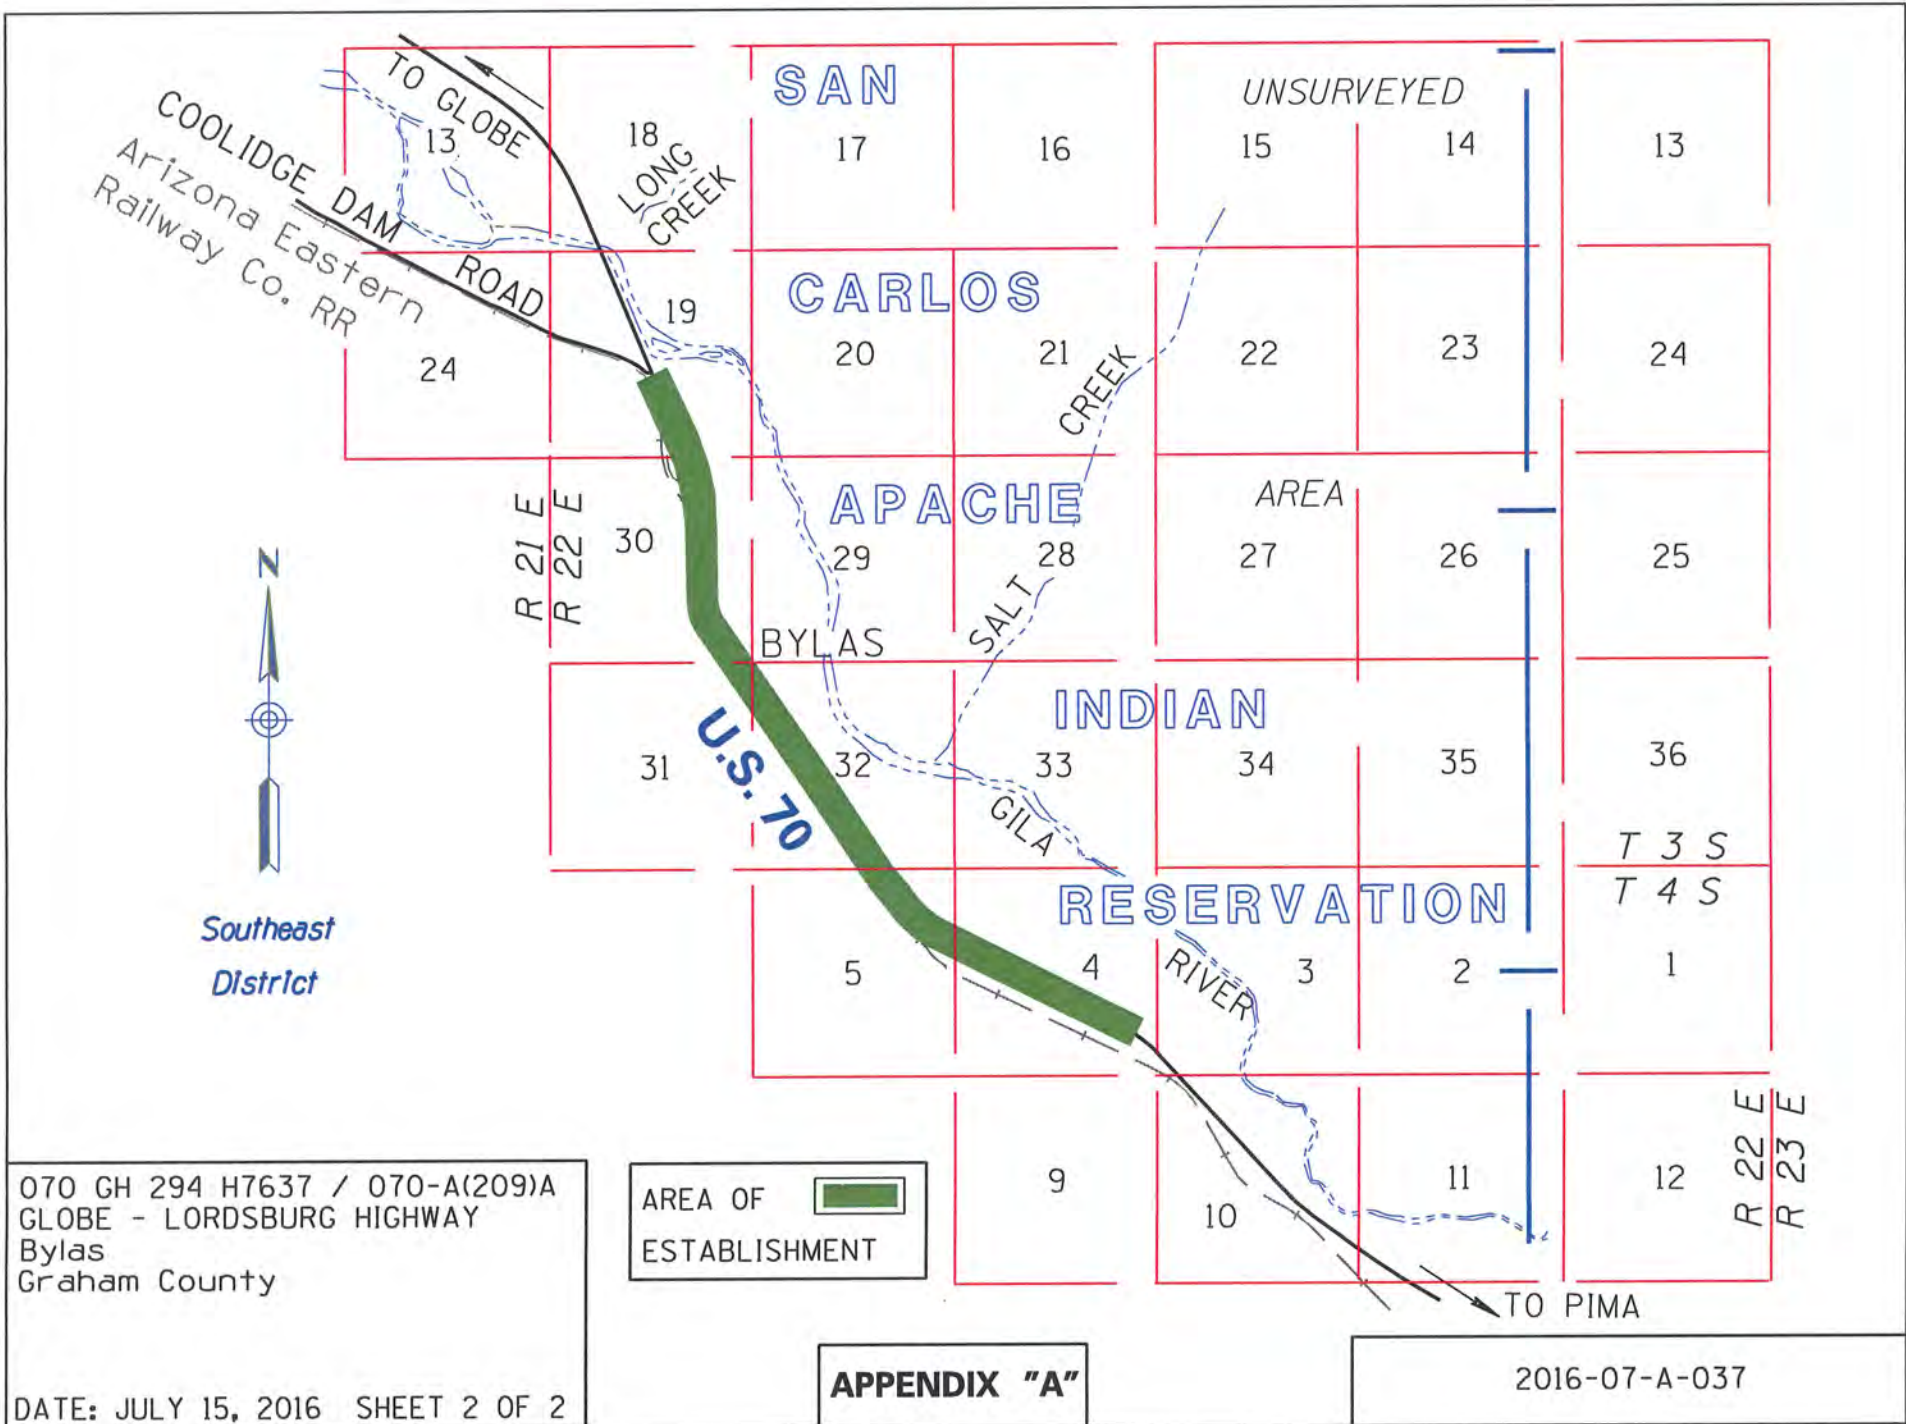 SAN
UNSURVEYED
TO GLOBE
COOLIDGE DAM ROAD
Arizona Eastern
Railway Co. RR
13
18
17
16
15
14
13
LONG
CREEK
CARLOS
24
19
20
21
22
23
24
CREEK
APACHE
AREA
R 21 E
R 22 E
30
29
28
27
26
25
N
SALT
BYLAS
INDIAN
U.S. 70
31
32
33
34
35
36
GILA
T 3 S
T 4 S
RESERVATION
Southeast
District
5
4
RIVER
3
2
1
R 22 E
R 23 E
9
10
11
12
TO PIMA
070 GH 294 H7637 / 070-A(209)A
GLOBE - LORDSBURG HIGHWAY
Bylas
Graham County
DATE: JULY 15, 2016 SHEET 2 OF 2
AREA OF
ESTABLISHMENT
APPENDIX "A"
2016-07-A-037